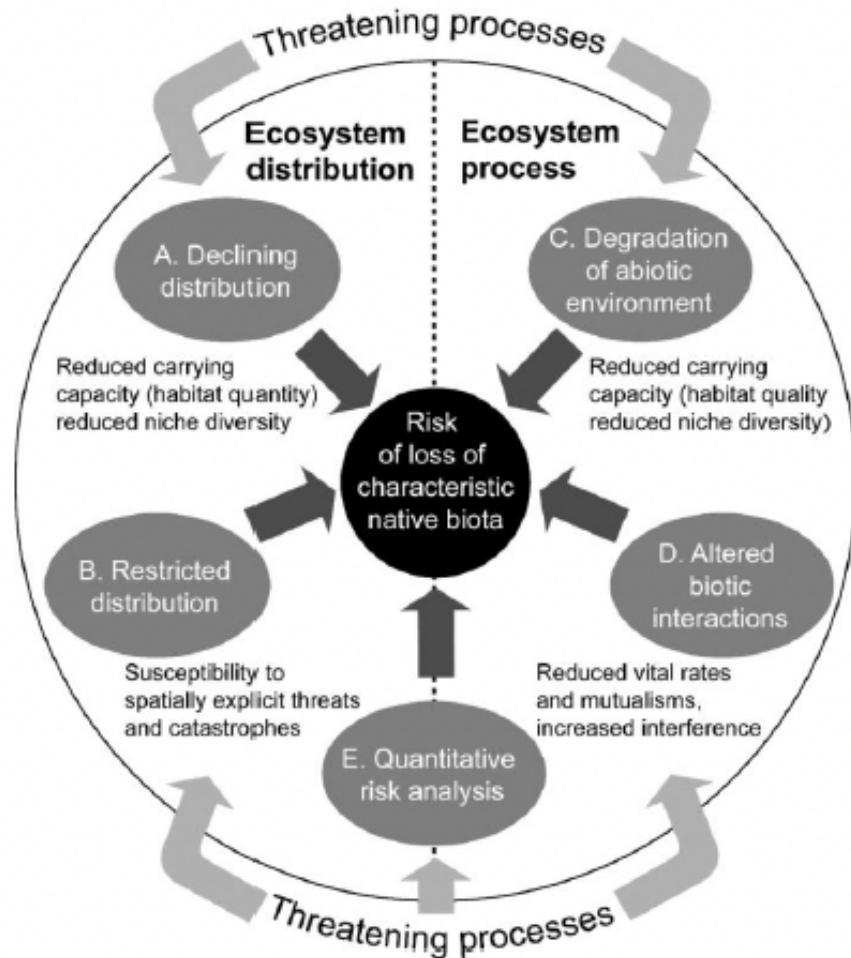 Threatening processes
Ecosystem
distribution
Ecosystem
process
A. Declining
distribution
C. Degradation
of abiotic
environment
Reduced carrying
capacity (habitat quantity)
reduced niche diversity
Reduced carrying
capacity (habitat quality
reduced niche diversity)
Risk
of loss of
characteristic
native biota
B. Restricted
distribution
D. Altered
biotic
interactions
Susceptibility to
spatially explicit threats
and catastrophes
Reduced vital rates
and mutualisms,
increased interference
E. Quantitative
risk analysis
Threatening processes